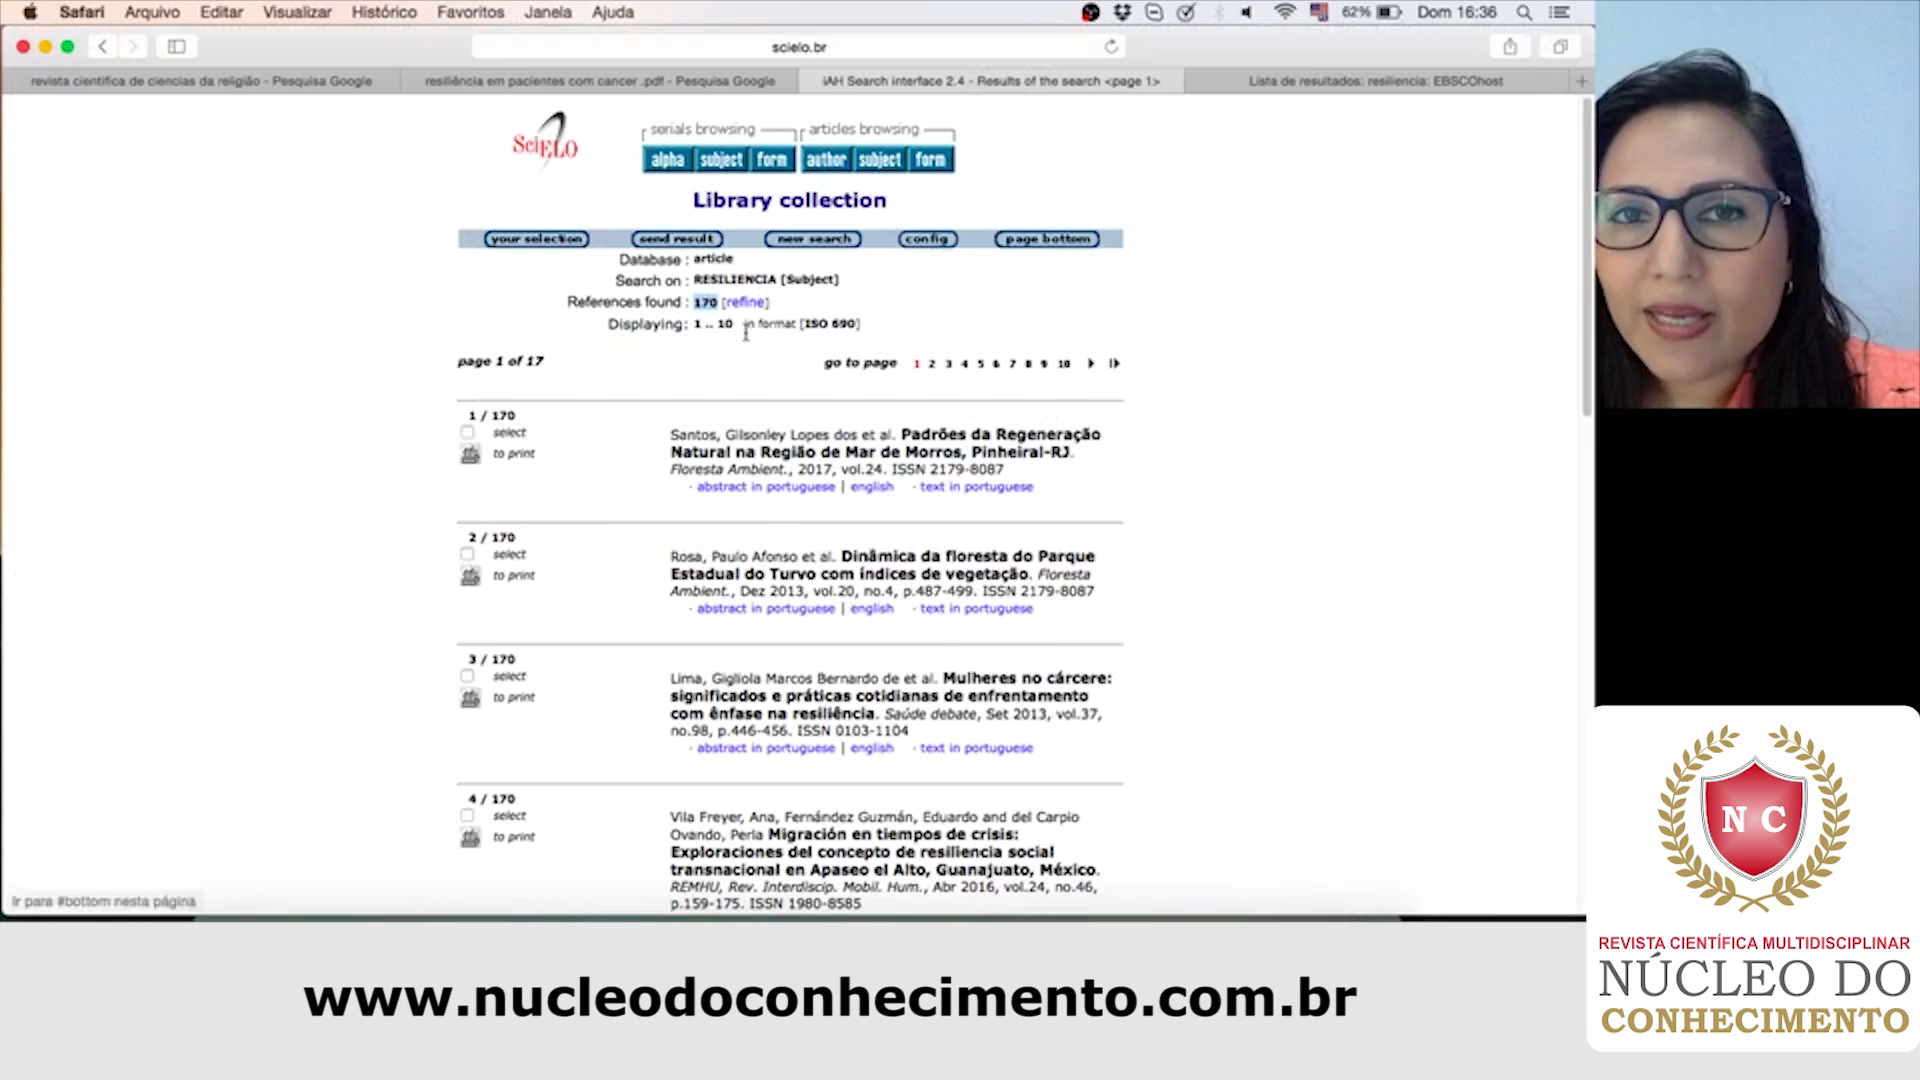 Safari Arquivo Editar Visualizar Histórico Favoritos Janela Ajuda 62% Dom 16:36
scielo.br
revista cientifica de ciencias da religião - Pesquisa Google
resiliência em pacientes com cancer .pdf - Pesquisa Google
iAH Search interface 2.4 - Results of the search <page 1>
Lista de resultados: resiliencia: EBSCOhost
SciELO
serials browsing articles browsing
alpha subject form author subject form
Library collection
your selection send result new search config page bottom
Database : article
Search on : RESILIENCIA [Subject]
References found : 170 [refine]
Displaying: 1 .. 10 in format [ISO 690]
page 1 of 17 go to page 1 2 3 4 5 6 7 8 9 10
1 / 170
select
to print
Santos, Gilsonley Lopes dos et al. Padrões da Regeneração
Natural na Região de Mar de Morros, Pinheiral-RJ.
Floresta Ambient., 2017, vol.24. ISSN 2179-8087
· abstract in portuguese | english · text in portuguese
2 / 170
select
to print
Rosa, Paulo Afonso et al. Dinâmica da floresta do Parque
Estadual do Turvo com índices de vegetação. Floresta
Ambient., Dez 2013, vol.20, no.4, p.487-499. ISSN 2179-8087
· abstract in portuguese | english · text in portuguese
3 / 170
select
to print
Lima, Gigliola Marcos Bernardo de et al. Mulheres no cárcere:
significados e práticas cotidianas de enfrentamento
com ênfase na resiliência. Saúde debate, Set 2013, vol.37,
no.98, p.446-456. ISSN 0103-1104
· abstract in portuguese | english · text in portuguese
4 / 170
select
to print
Vila Freyer, Ana, Fernández Guzmán, Eduardo and del Carpio
Ovando, Perla Migración en tiempos de crisis:
Exploraciones del concepto de resiliencia social
transnacional en Apaseo el Alto, Guanajuato, México.
REMHU, Rev. Interdiscip. Mobil. Hum., Abr 2016, vol.24, no.46,
p.159-175. ISSN 1980-8585
Ir para #bottom nesta página
www.nucleodoconhecimento.com.br
N C
REVISTA CIENTÍFICA MULTIDISCIPLINAR
NÚCLEO DO
CONHECIMENTO